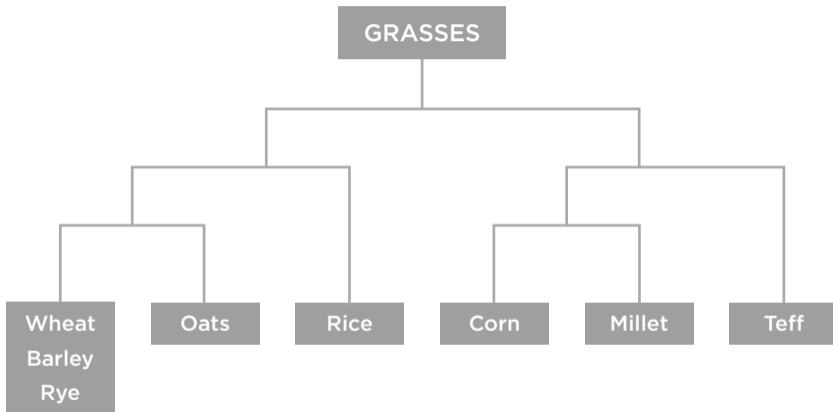 GRASSES
Wheat
Barley
Rye
Oats
Rice
Corn
Millet
Teff